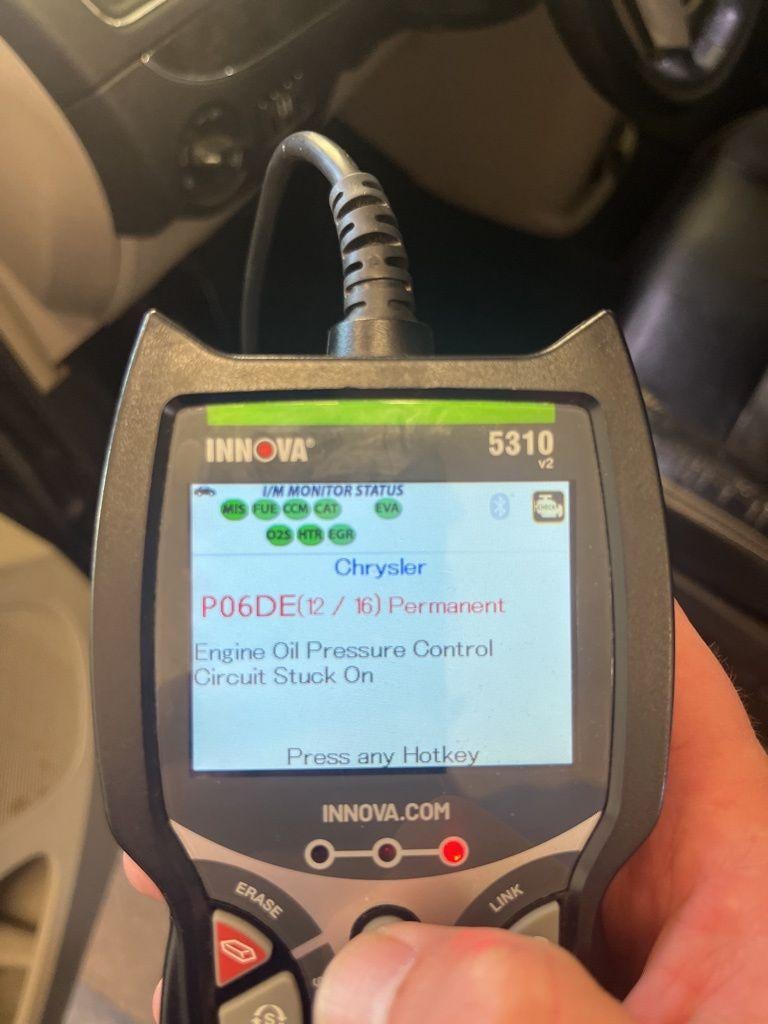 INNOVA®
5310
v2
I/M MONITOR STATUS
MIS FUE CCM CAT EVA
O2S HTR EGR
CHECK
Chrysler
P06DE(12 / 16) Permanent
Engine Oil Pressure Control
Circuit Stuck On
Press any Hotkey
INNOVA.COM
ERASE
LINK
S